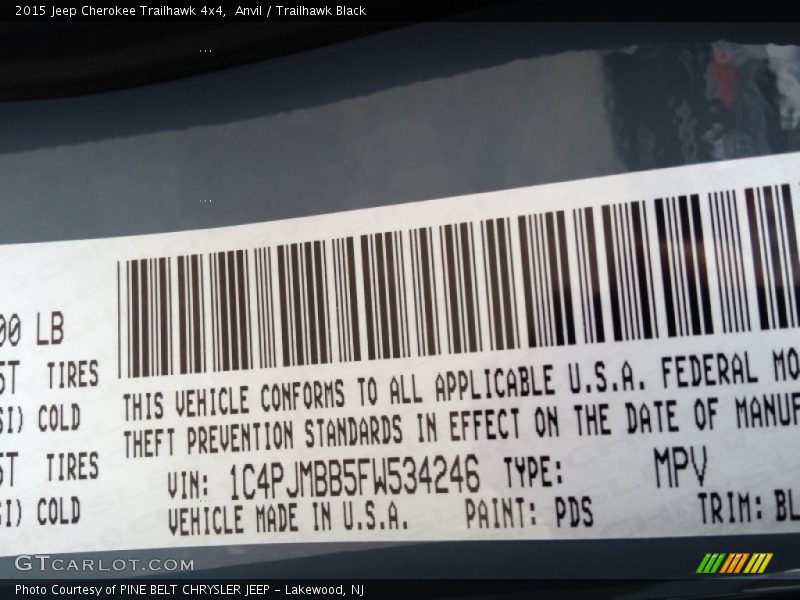 2015 Jeep Cherokee Trailhawk 4x4,  Anvil / Trailhawk Black
00 LB
ST TIRES
SI) COLD
ST TIRES
SI) COLD
THIS VEHICLE CONFORMS TO ALL APPLICABLE U.S.A. FEDERAL MO
THEFT PREVENTION STANDARDS IN EFFECT ON THE DATE OF MANUF
VIN: 1C4PJMBB5FW534246 TYPE: MPV
VEHICLE MADE IN U.S.A. PAINT: PDS TRIM: BL
GTCARLOT.COM
Photo Courtesy of PINE BELT CHRYSLER JEEP - Lakewood, NJ